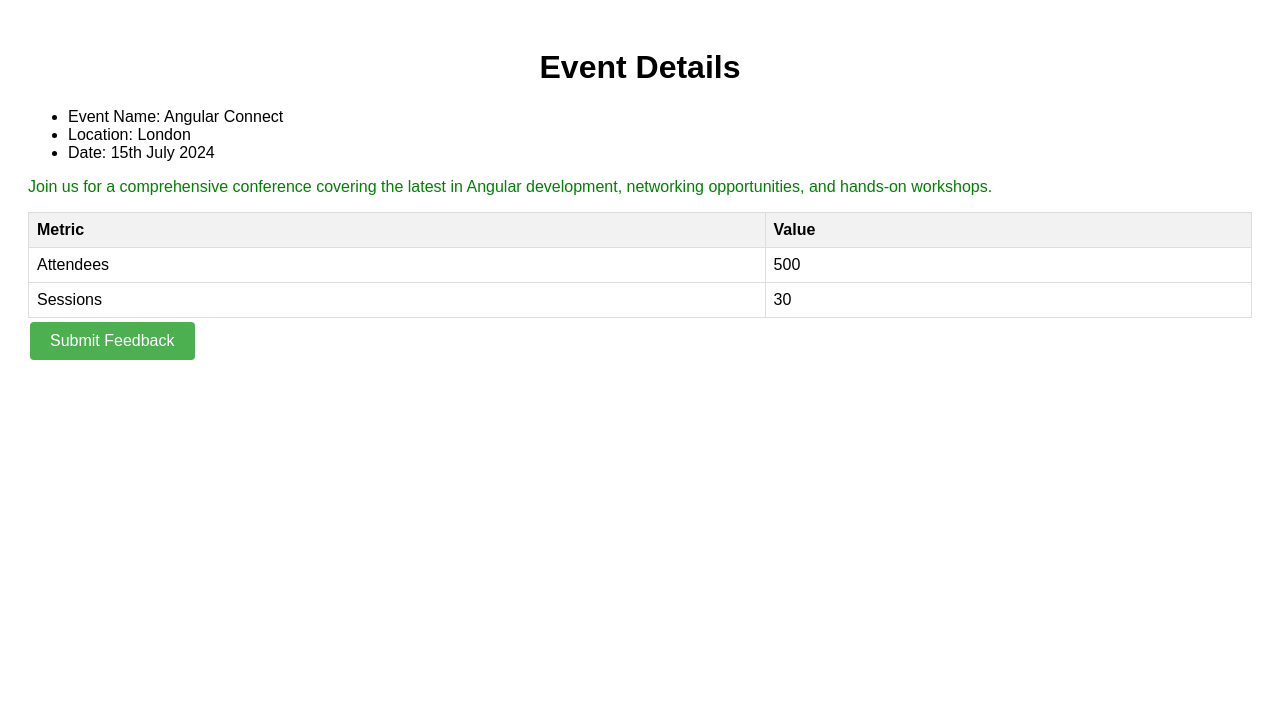 Event Details
Event Name: Angular Connect
Location: London
Date: 15th July 2024
Join us for a comprehensive conference covering the latest in Angular development, networking opportunities, and hands-on workshops.
Metric Value
Attendees 500
Sessions 30
Submit Feedback